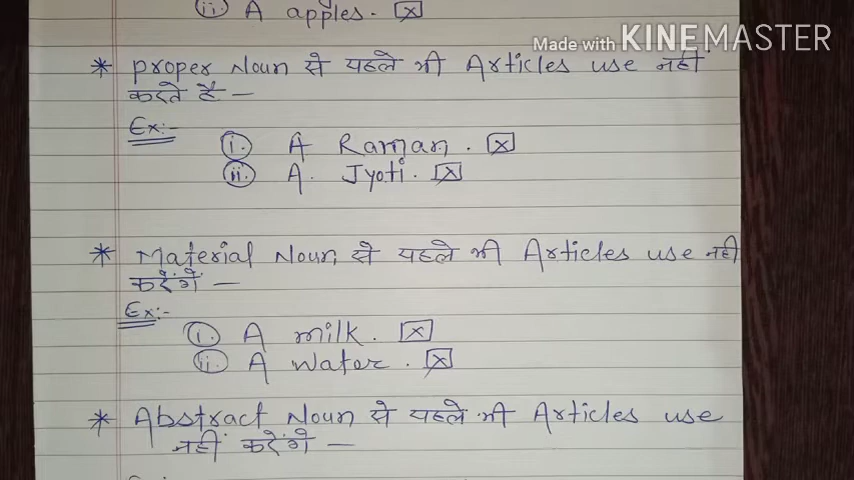 ii) A apples. [x]
Made with KINEMASTER
* Proper Noun से पहले भी Articles use नहीं
करते है -
Ex:-
i. A Raman. [x]
ii. A. Jyoti. [x]
* Material Noun से पहले भी Articles use नहीं
करेंगें -
Ex:-
i. A milk. [x]
ii. A water. [x]
* Abstract Noun से पहले भी Articles use
नहीं करेंगे -